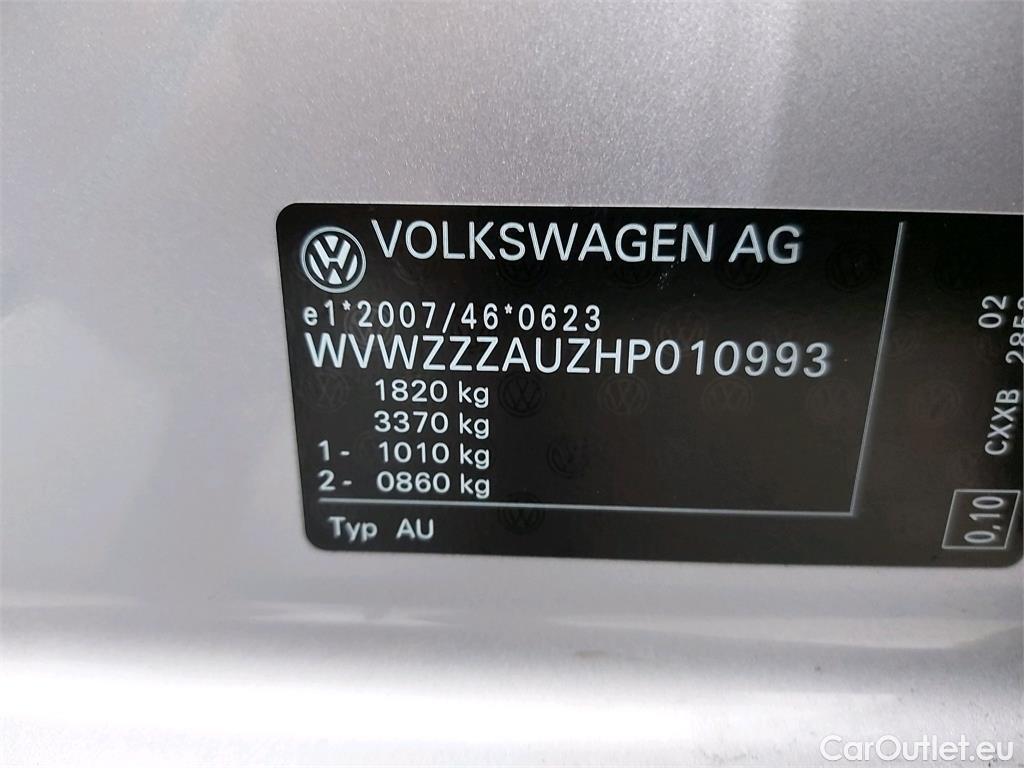 VOLKSWAGEN AG
e1*2007/46*0623
WVWZZZAUZHP010993
1820 kg
3370 kg
1- 1010 kg
2- 0860 kg
Typ AU
02
CXXB
0,10
CarOutlet.eu